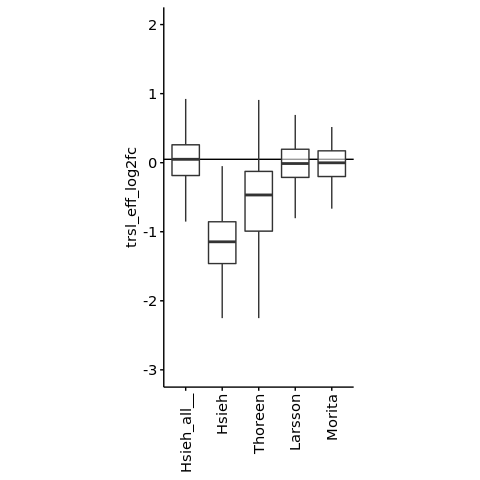 2
1
0
-1
-2
-3
trsl_eff_log2fc
Hsieh_all__
Hsieh
Thoreen
Larsson
Morita